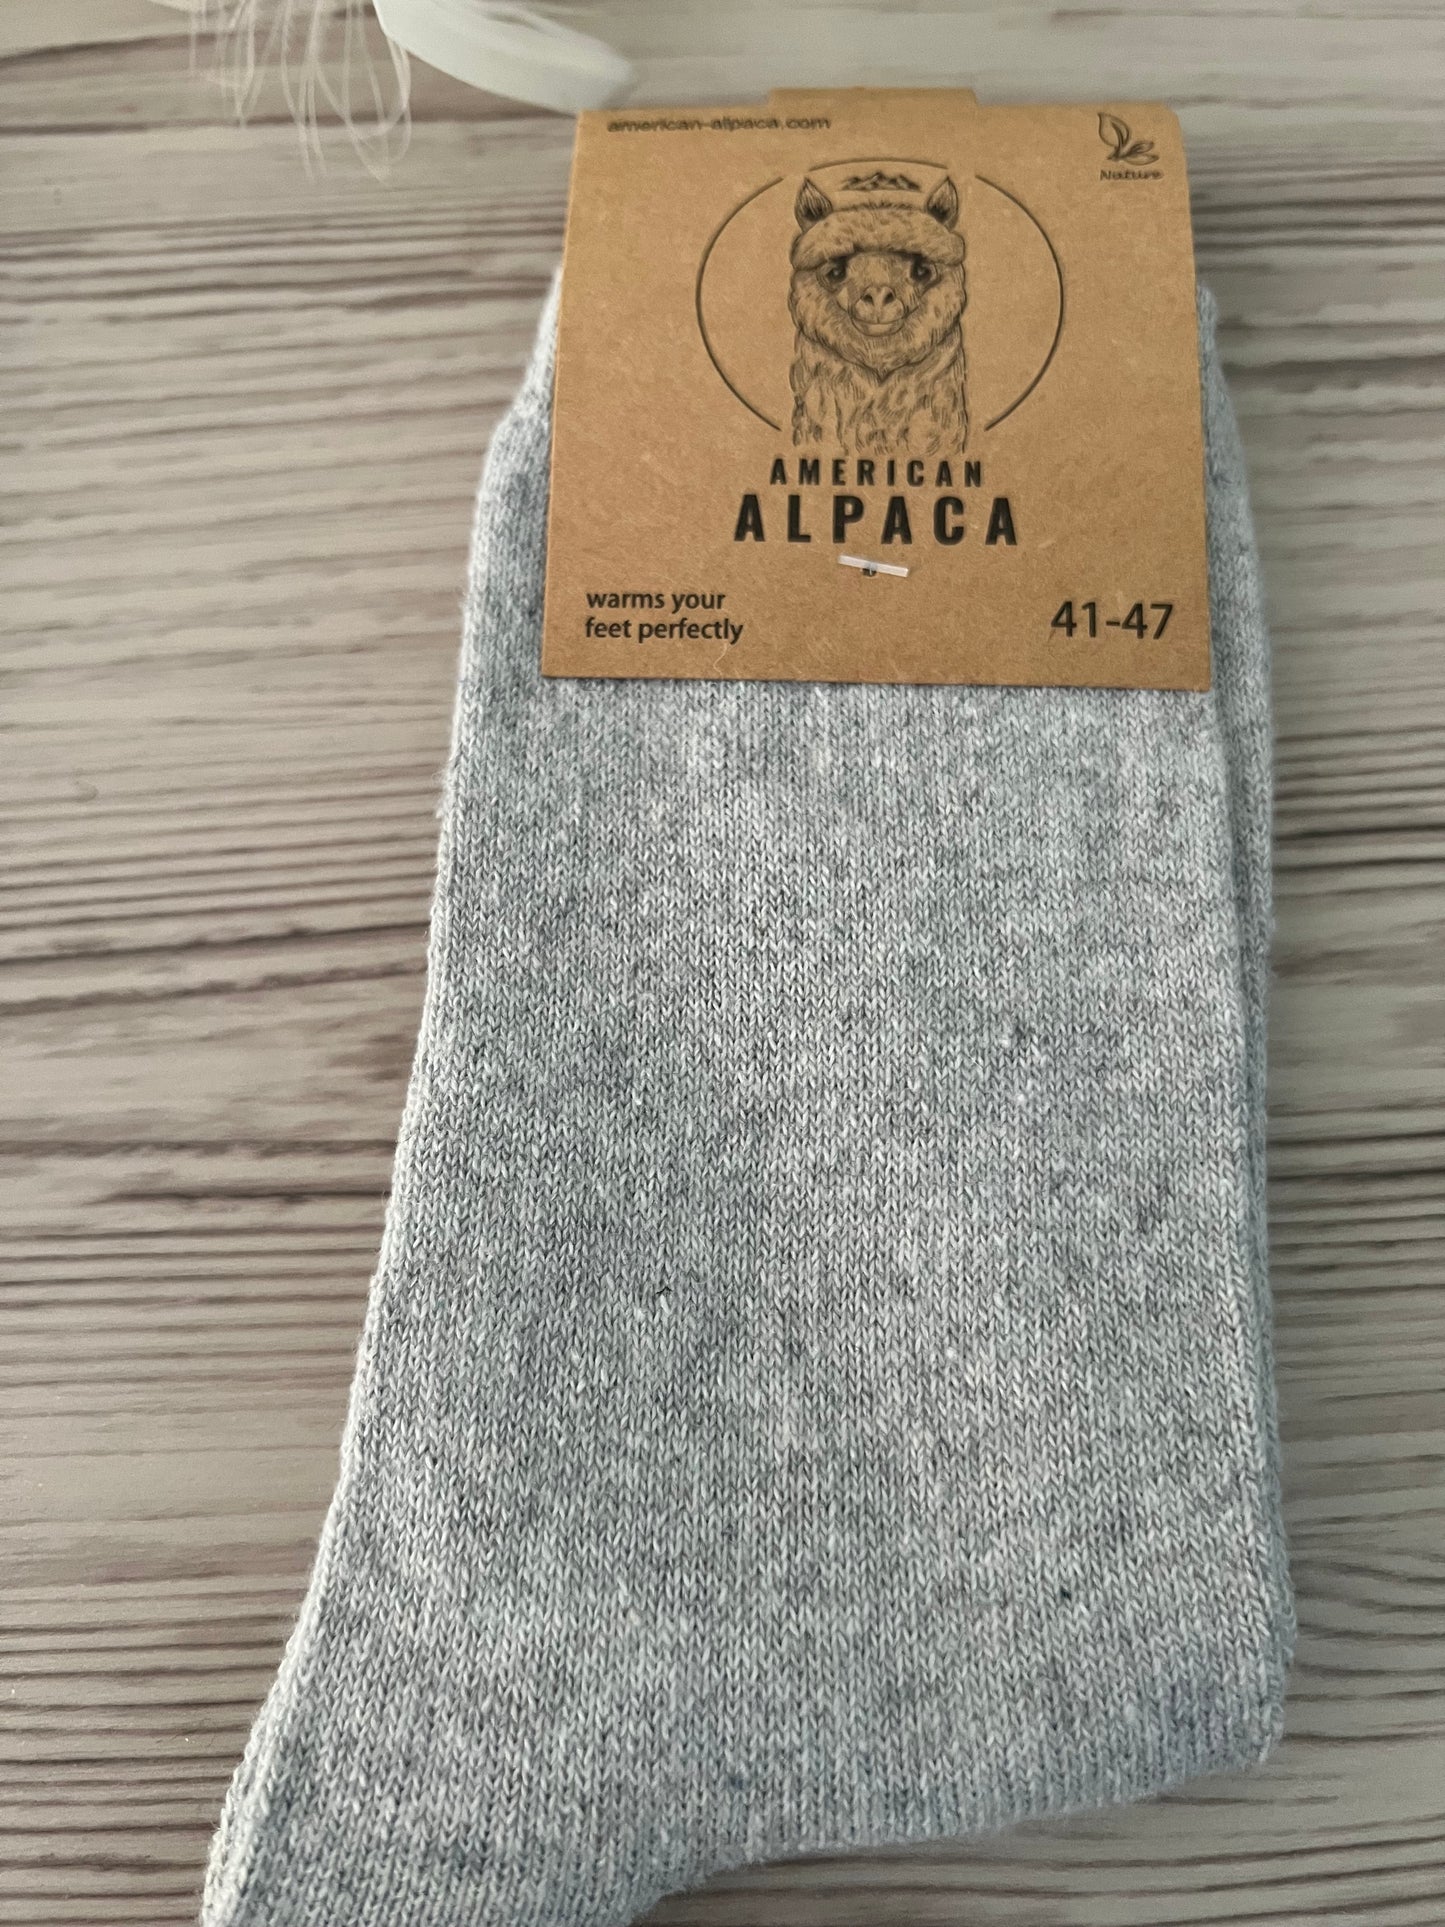 american-alpaca.com
Nature
AMERICAN
ALPACA
warms your
feet perfectly
41-47